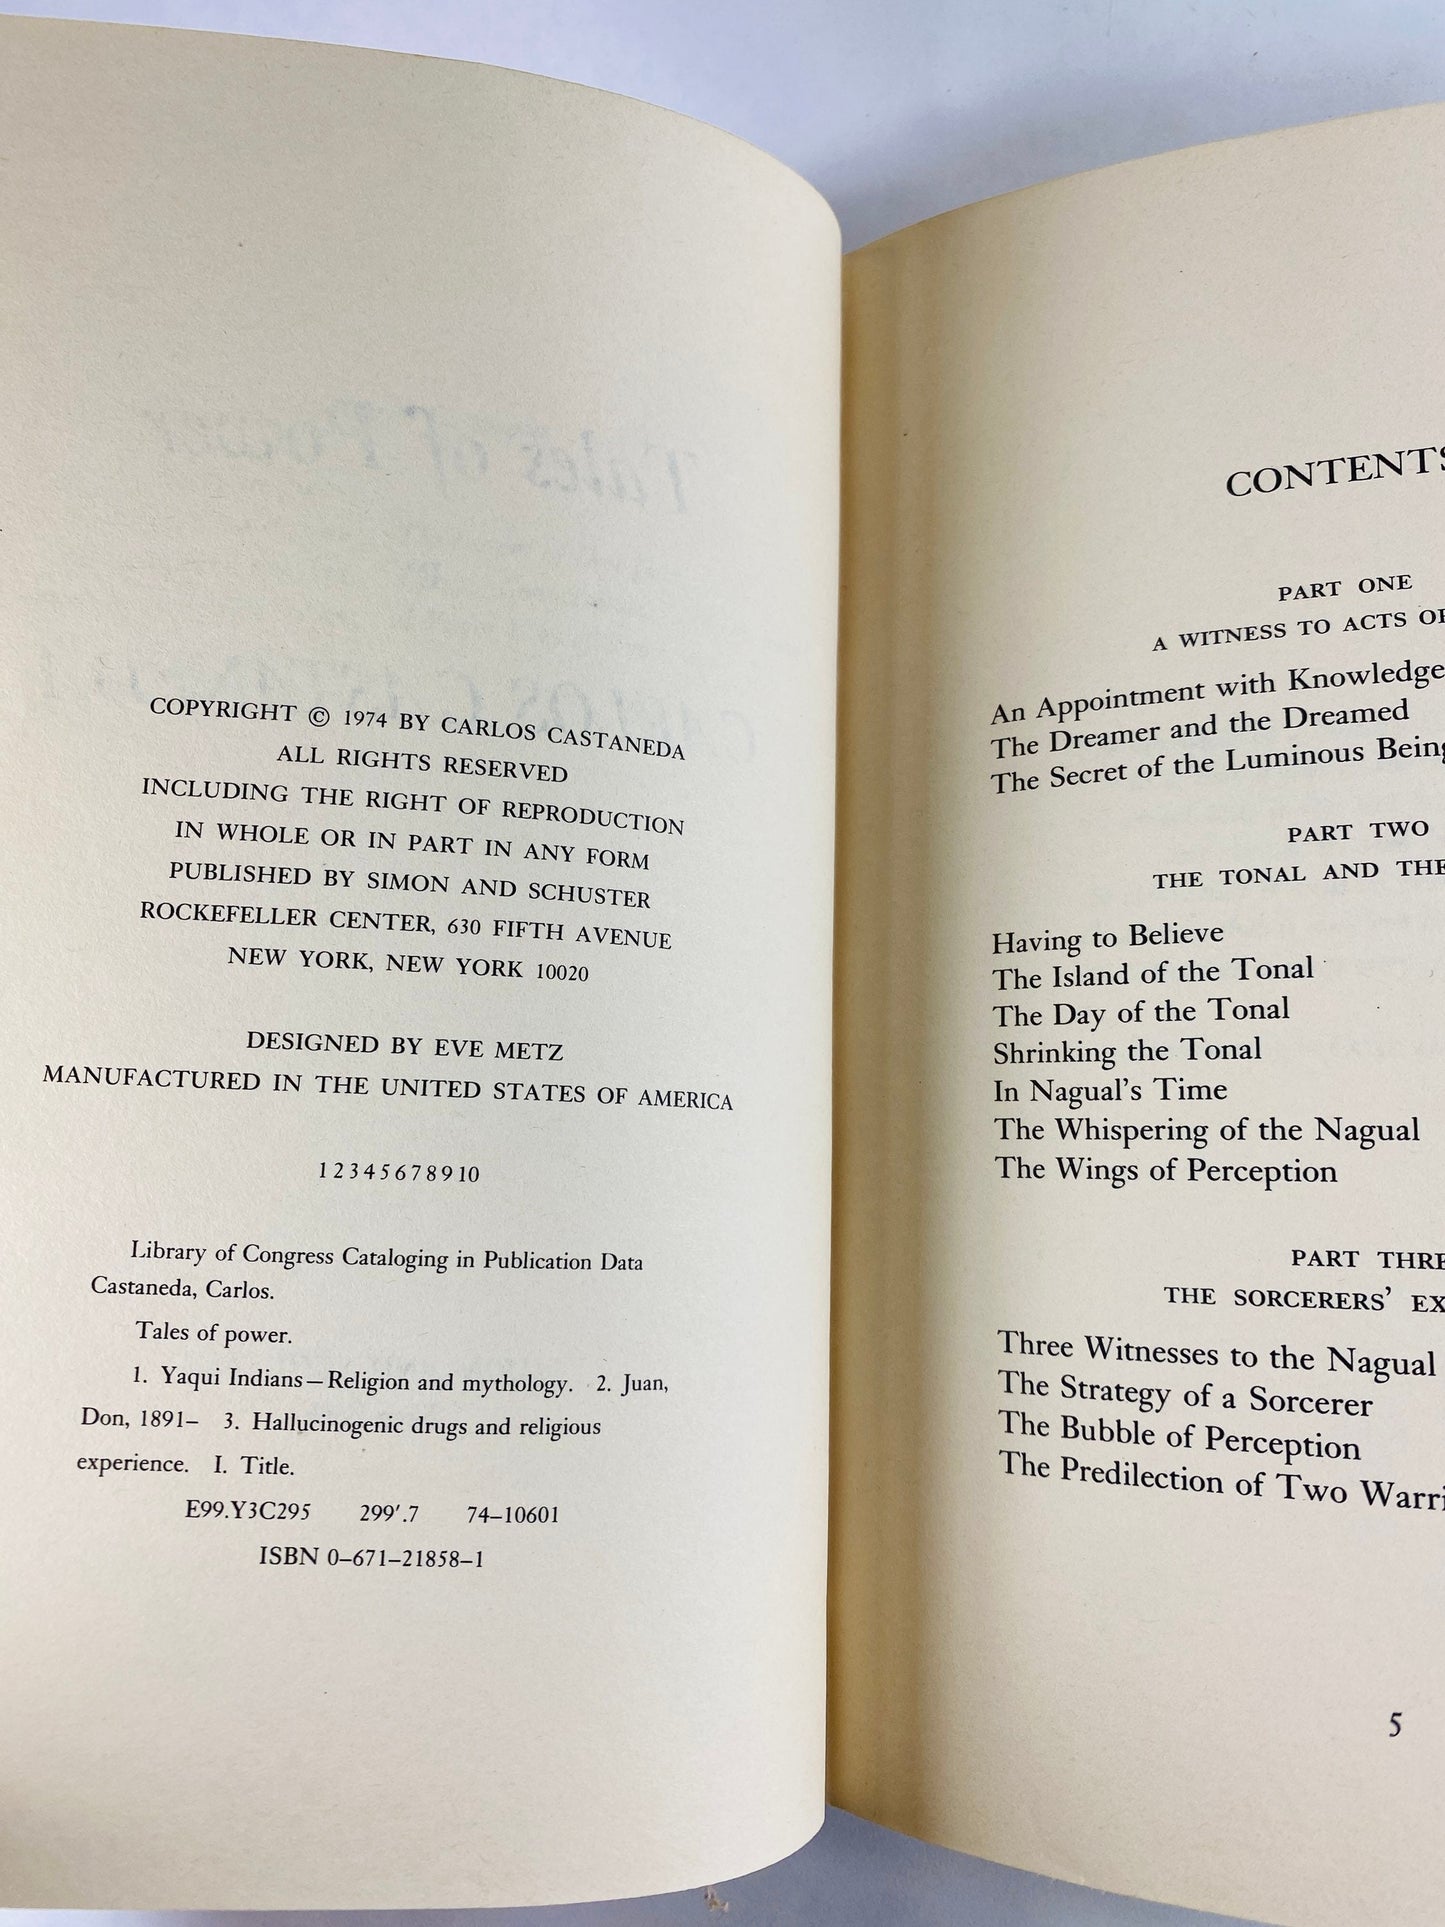 COPYRIGHT © 1974 BY CARLOS CASTANEDA
ALL RIGHTS RESERVED
INCLUDING THE RIGHT OF REPRODUCTION
IN WHOLE OR IN PART IN ANY FORM
PUBLISHED BY SIMON AND SCHUSTER
ROCKEFELLER CENTER, 630 FIFTH AVENUE
NEW YORK, NEW YORK 10020
DESIGNED BY EVE METZ
MANUFACTURED IN THE UNITED STATES OF AMERICA
1 2 3 4 5 6 7 8 9 10
Library of Congress Cataloging in Publication Data
Castaneda, Carlos.
Tales of power.
1. Yaqui Indians—Religion and mythology. 2. Juan,
Don, 1891– 3. Hallucinogenic drugs and religious
experience. I. Title.
E99.Y3C295 299'.7 74–10601
ISBN 0–671–21858–1
CONTENTS
PART ONE
A WITNESS TO ACTS OF
An Appointment with Knowledge
The Dreamer and the Dreamed
The Secret of the Luminous Being
PART TWO
THE TONAL AND THE
Having to Believe
The Island of the Tonal
The Day of the Tonal
Shrinking the Tonal
In Nagual's Time
The Whispering of the Nagual
The Wings of Perception
PART THRE
THE SORCERERS' EX
Three Witnesses to the Nagual
The Strategy of a Sorcerer
The Bubble of Perception
The Predilection of Two Warri
5